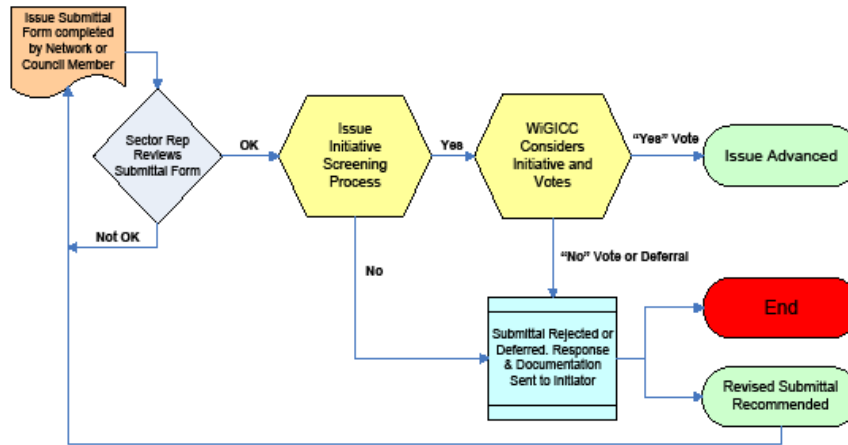 Issue Submittal
Form completed
by Network or
Council Member
Sector Rep
Reviews
Submittal Form
OK
Not OK
Issue
Initiative
Screening
Process
Yes
No
WiGICC
Considers
Initiative and
Votes
“Yes” Vote
Issue Advanced
“No” Vote or Deferral
Submittal Rejected or
Deferred. Response
& Documentation
Sent to Initiator
End
Revised Submittal
Recommended